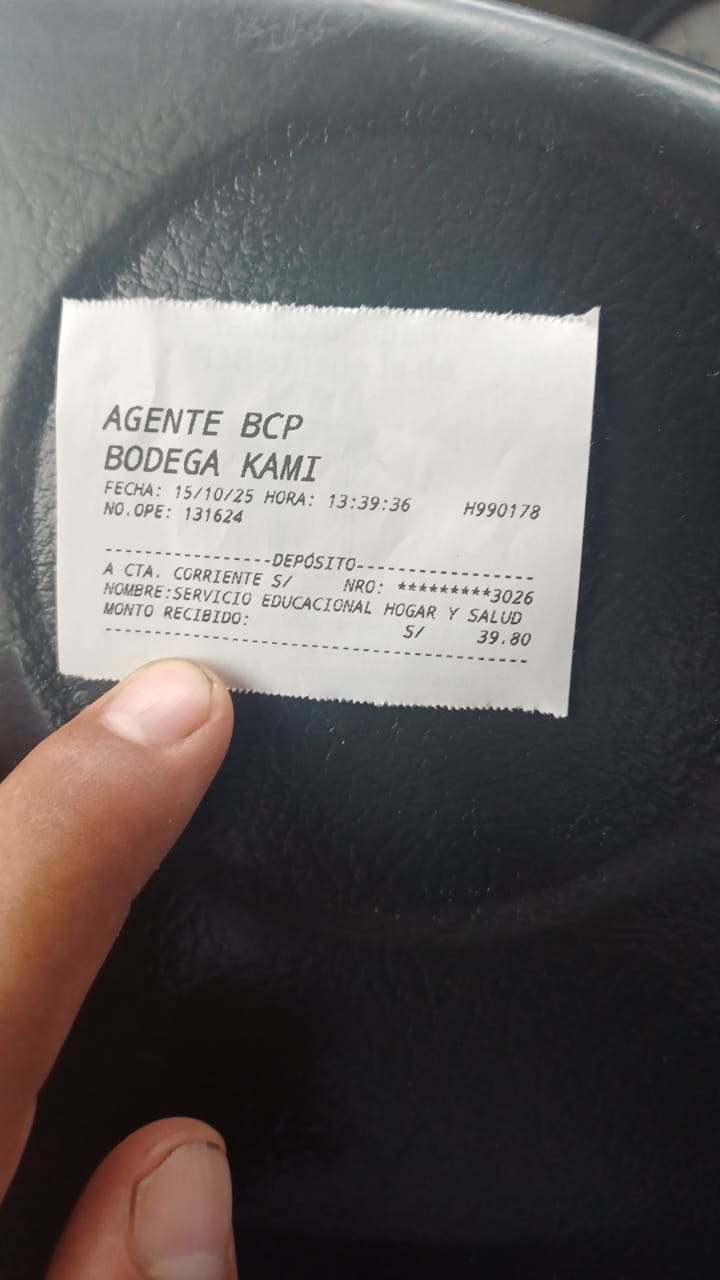 AGENTE BCP
BODEGA KAMI
FECHA: 15/10/25 HORA: 13:39:36 H990178
NO.OPE: 131624
----------------DEPÓSITO-----------------
A CTA. CORRIENTE S/ NRO: *********3026
NOMBRE:SERVICIO EDUCACIONAL HOGAR Y SALUD
MONTO RECIBIDO: S/ 39.80
-----------------------------------------